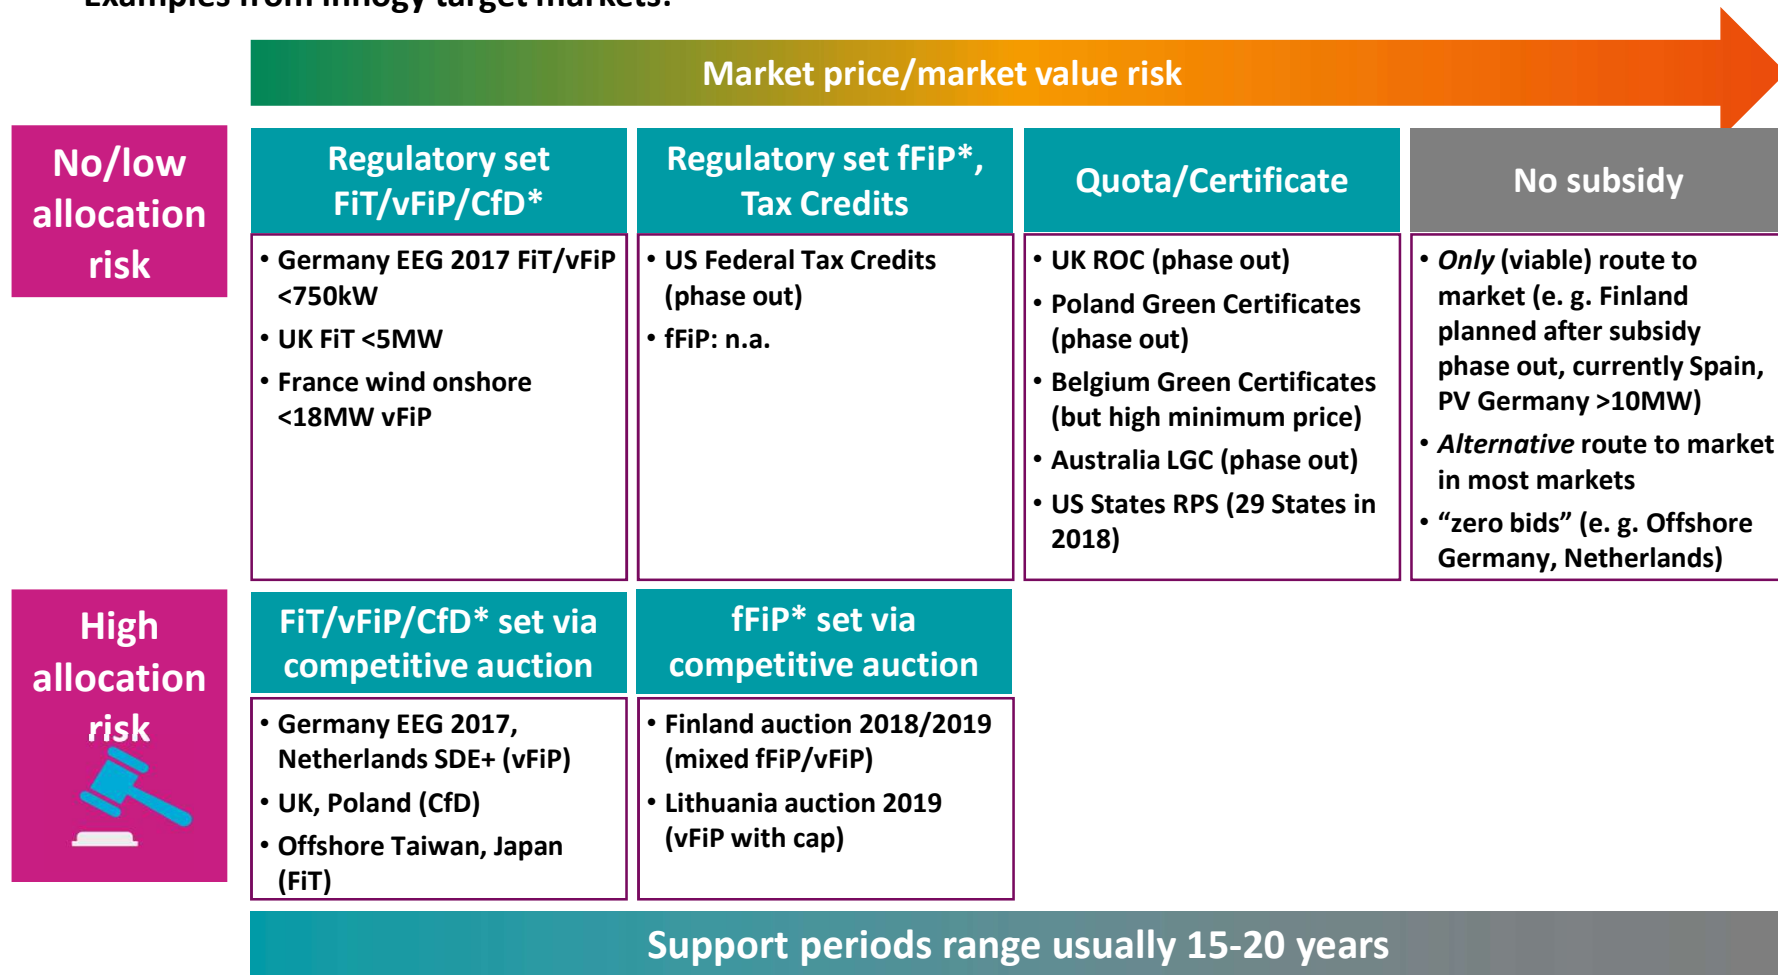 Examples from innogy target markets:
Market price/market value risk
No/low
allocation
risk
Regulatory set
FiT/vFiP/CfD*
• Germany EEG 2017 FiT/vFiP
<750kW
• UK FiT <5MW
• France wind onshore
<18MW vFiP
Regulatory set fFiP*,
Tax Credits
• US Federal Tax Credits
(phase out)
• fFiP: n.a.
Quota/Certificate
• UK ROC (phase out)
• Poland Green Certificates
(phase out)
• Belgium Green Certificates
(but high minimum price)
• Australia LGC (phase out)
• US States RPS (29 States in
2018)
No subsidy
• Only (viable) route to
market (e. g. Finland
planned after subsidy
phase out, currently Spain,
PV Germany >10MW)
• Alternative route to market
in most markets
• “zero bids” (e. g. Offshore
Germany, Netherlands)
High
allocation
risk
FiT/vFiP/CfD* set via
competitive auction
• Germany EEG 2017,
Netherlands SDE+ (vFiP)
• UK, Poland (CfD)
• Offshore Taiwan, Japan
(FiT)
fFiP* set via
competitive auction
• Finland auction 2018/2019
(mixed fFiP/vFiP)
• Lithuania auction 2019
(vFiP with cap)
Support periods range usually 15-20 years